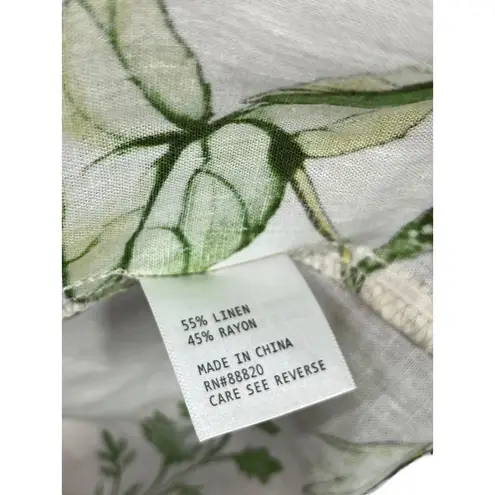 55% LINEN
45% RAYON
MADE IN CHINA
RN#88820
CARE SEE REVERSE